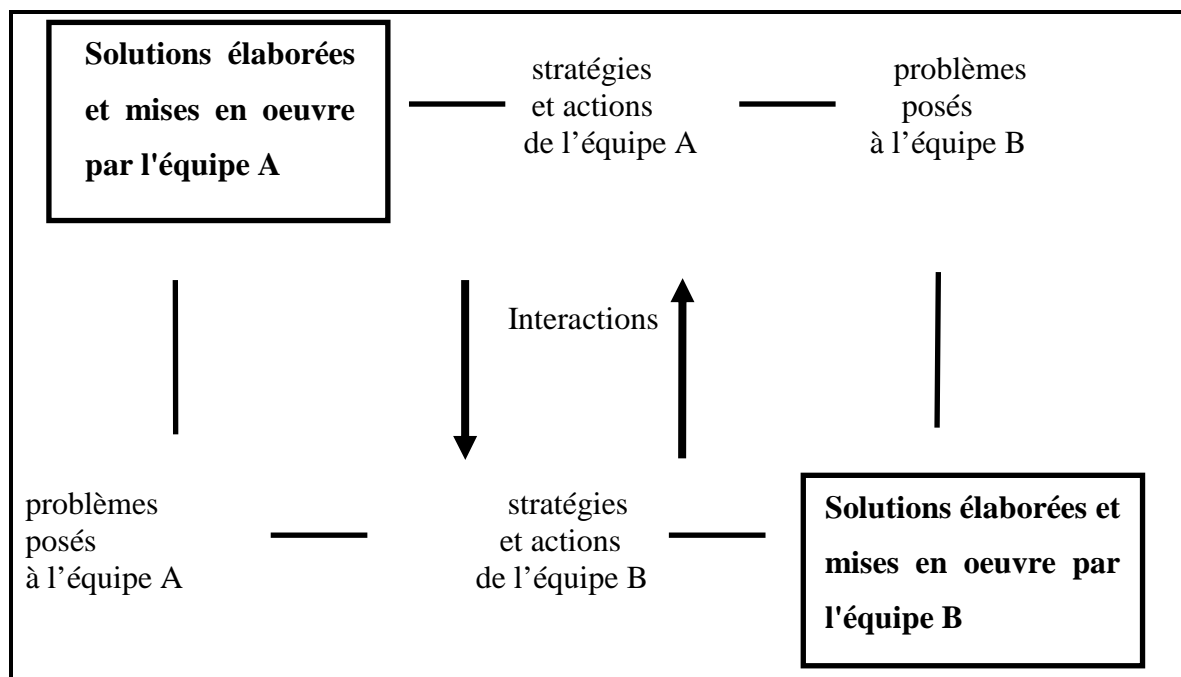 Solutions élaborées
et mises en oeuvre
par l'équipe A
stratégies
et actions
de l’équipe A
problèmes
posés
à l’équipe B
Interactions
problèmes
posés
à l’équipe A
stratégies
et actions
de l’équipe B
Solutions élaborées et
mises en oeuvre par
l'équipe B